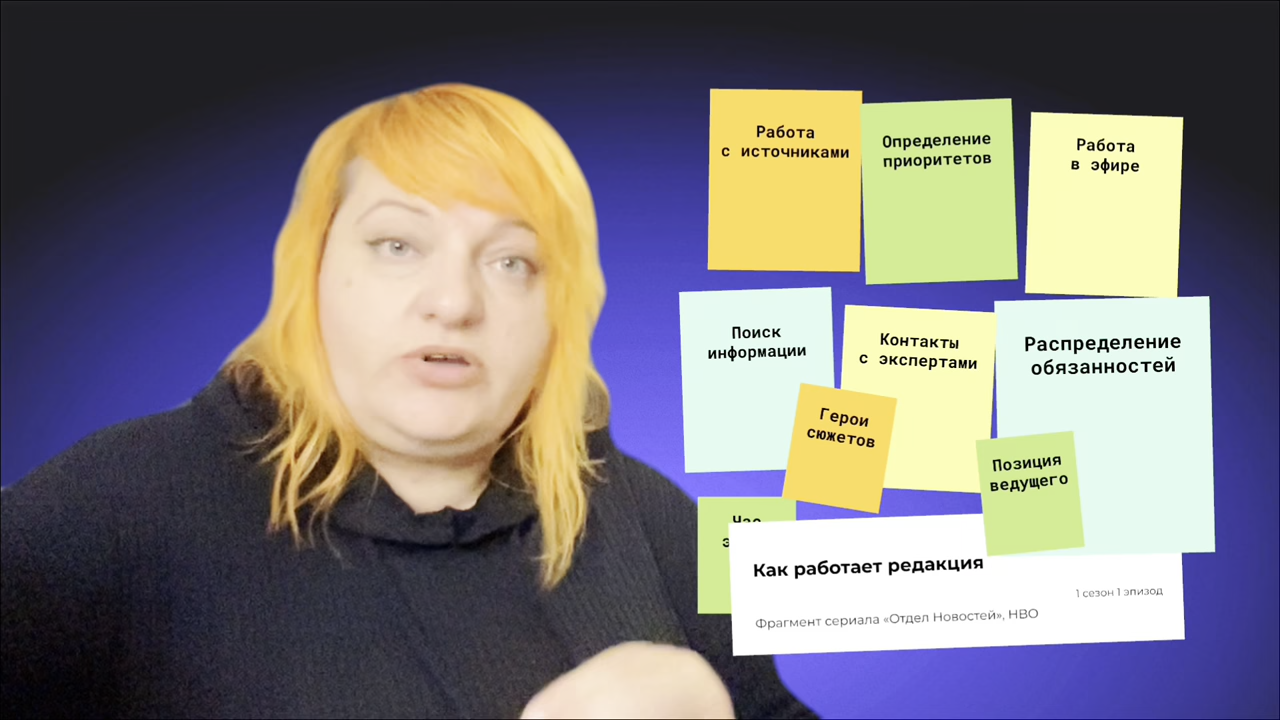 Работа
с источниками
Определение
приоритетов
Работа
в эфире
Поиск
информации
Контакты
с экспертами
Распределение
обязанностей
Герои
сюжетов
Позиция
ведущего
Как работает редакция
1 сезон 1 эпизод
Фрагмент сериала «Отдел Новостей», HBO